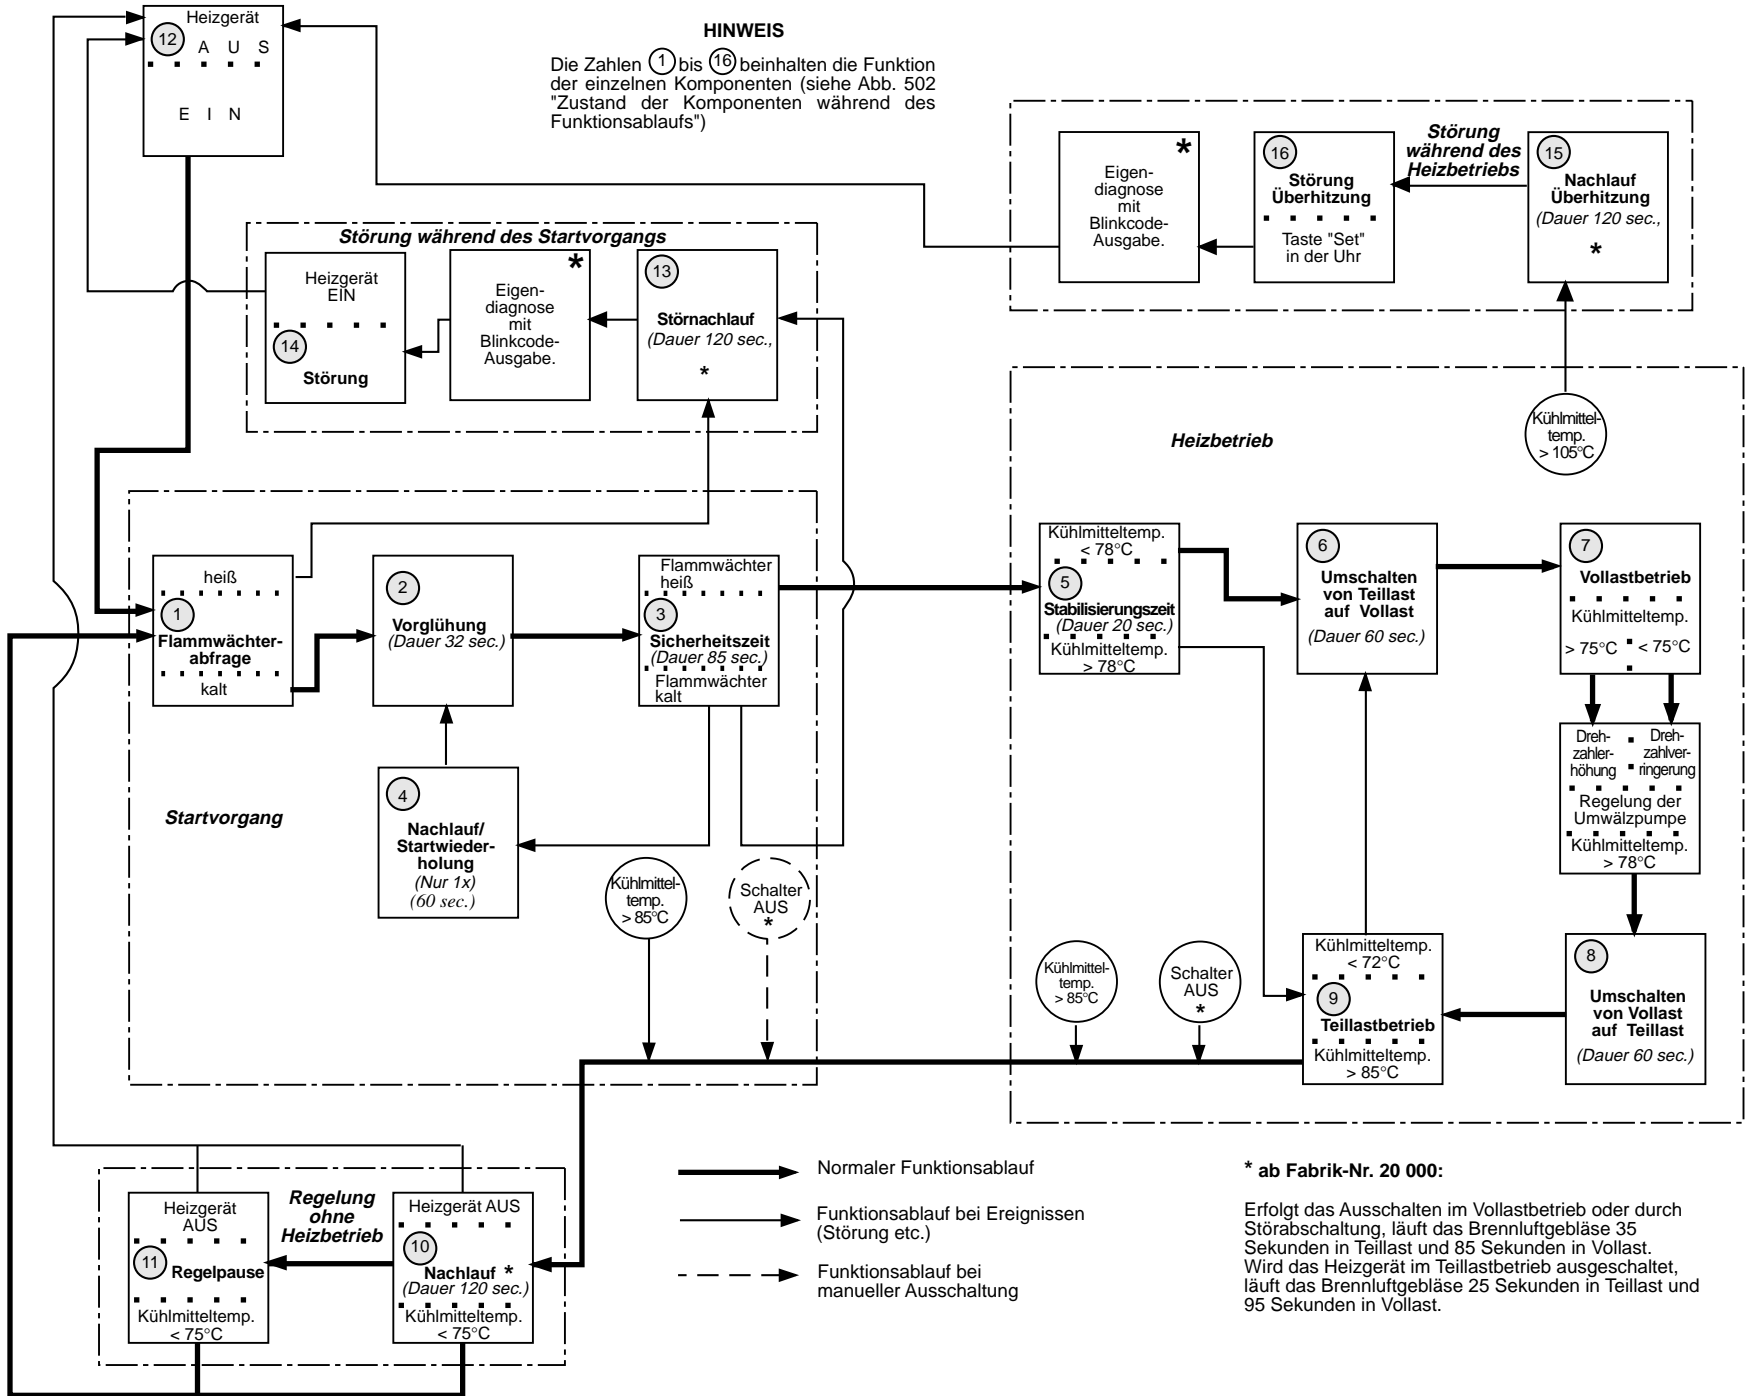 Heizgerät
12
A U S
E I N
HINWEIS
Die Zahlen 1 bis 16 beinhalten die Funktion
der einzelnen Komponenten (siehe Abb. 502
"Zustand der Komponenten während des
Funktionsablaufs")
Störung während des Startvorgangs
Heizgerät
EIN
14
Störung
*
Eigen-
diagnose
mit
Blinkcode-
Ausgabe.
13
Störnachlauf
(Dauer 120 sec.,
*
*
Eigen-
diagnose
mit
Blinkcode-
Ausgabe.
16
Störung
Überhitzung
Taste "Set"
in der Uhr
Störung
während des
Heizbetriebs
15
Nachlauf
Überhitzung
(Dauer 120 sec.,
*
Kühlmittel-
temp.
> 105°C
Heizbetrieb
heiß
1
Flammwächter-
abfrage
kalt
2
Vorglühung
(Dauer 32 sec.)
Flammwächter
heiß
3
Sicherheitszeit
(Dauer 85 sec.)
Flammwächter
kalt
4
Nachlauf/
Startwieder-
holung
(Nur 1x)
(60 sec.)
Startvorgang
Kühlmittel-
temp.
> 85°C
Schalter
AUS
*
Kühlmitteltemp.
< 78°C
5
Stabilisierungszeit
(Dauer 20 sec.)
Kühlmitteltemp.
> 78°C
6
Umschalten
von Teillast
auf Vollast
(Dauer 60 sec.)
7
Vollastbetrieb
Kühlmitteltemp.
> 75°C < 75°C
Dreh-
zahler-
höhung
Dreh-
zahlver-
ringerung
Regelung der
Umwälzpumpe
Kühlmitteltemp.
> 78°C
Kühlmittel-
temp.
> 85°C
Schalter
AUS
*
Kühlmitteltemp.
< 72°C
9
Teillastbetrieb
Kühlmitteltemp.
> 85°C
8
Umschalten
von Vollast
auf Teillast
(Dauer 60 sec.)
Heizgerät
AUS
11
Regelpause
Kühlmitteltemp.
< 75°C
Regelung
ohne
Heizbetrieb
Heizgerät AUS
10
Nachlauf *
(Dauer 120 sec.)
Kühlmitteltemp.
< 75°C
Normaler Funktionsablauf
Funktionsablauf bei Ereignissen
(Störung etc.)
Funktionsablauf bei
manueller Ausschaltung
* ab Fabrik-Nr. 20 000:
Erfolgt das Ausschalten im Vollastbetrieb oder durch
Störabschaltung, läuft das Brennluftgebläse 35
Sekunden in Teillast und 85 Sekunden in Vollast.
Wird das Heizgerät im Teillastbetrieb ausgeschaltet,
läuft das Brennluftgebläse 25 Sekunden in Teillast und
95 Sekunden in Vollast.